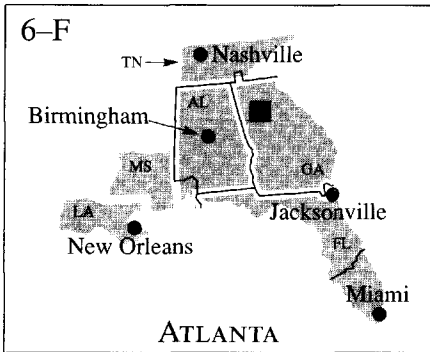 6–F
TN
Nashville
AL
Birmingham
MS
GA
LA
Jacksonville
New Orleans
FL
Miami
ATLANTA